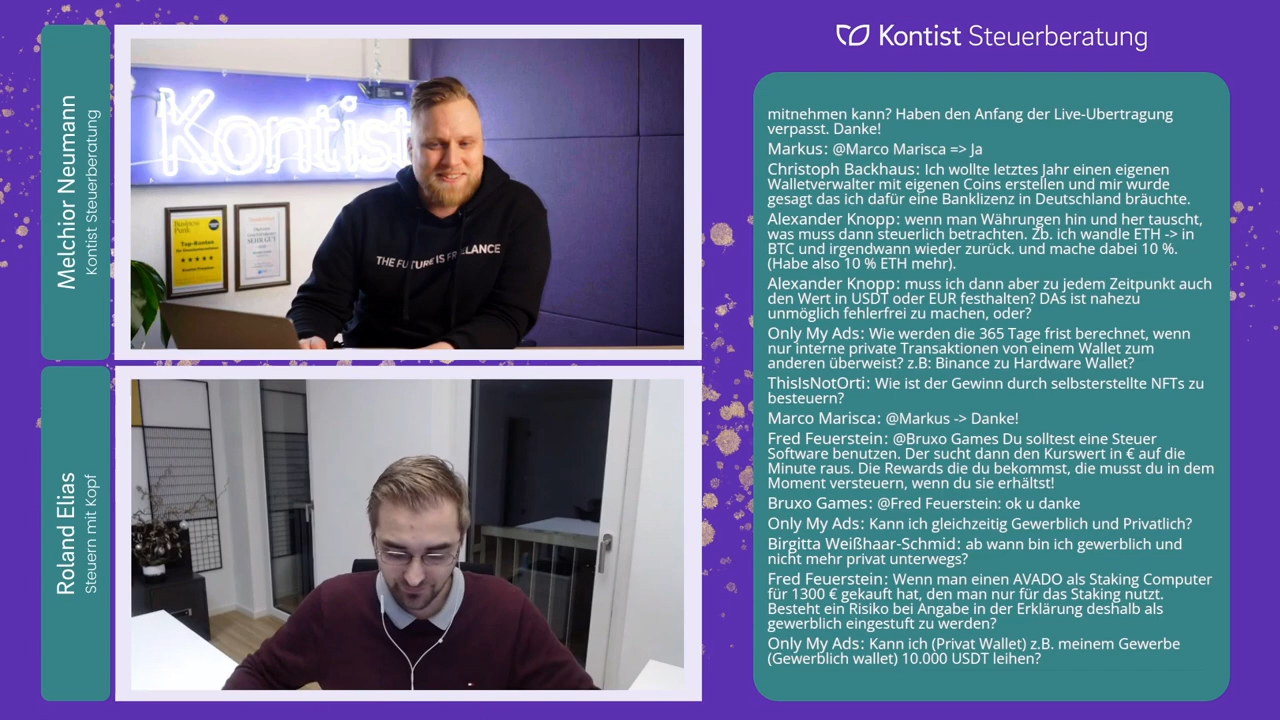 Melchior Neumann
Kontist Steuerberatung
Kontist
Business Punk
Top-Konten
★★★★★
SEHR GUT
THE FUTURE IS FREELANCE
Roland Elias
Steuern mit Kopf
Kontist Steuerberatung
mitnehmen kann? Haben den Anfang der Live-Ubertragung
verpasst. Danke!
Markus: @Marco Marisca => Ja
Christoph Backhaus: Ich wollte letztes Jahr einen eigenen
Walletverwalter mit eigenen Coins erstellen und mir wurde
gesagt das ich dafür eine Banklizenz in Deutschland bräuchte.
Alexander Knopp: wenn man Währungen hin und her tauscht,
was muss dann steuerlich betrachten. Zb. ich wandle ETH -> in
BTC und irgendwann wieder zurück. und mache dabei 10 %.
(Habe also 10 % ETH mehr).
Alexander Knopp: muss ich dann aber zu jedem Zeitpunkt auch
den Wert in USDT oder EUR festhalten? DAs ist nahezu
unmöglich fehlerfrei zu machen, oder?
Only My Ads: Wie werden die 365 Tage frist berechnet, wenn
nur interne private Transaktionen von einem Wallet zum
anderen überweist? z.B: Binance zu Hardware Wallet?
ThisIsNotOrti: Wie ist der Gewinn durch selbsterstellte NFTs zu
besteuern?
Marco Marisca: @Markus -> Danke!
Fred Feuerstein: @Bruxo Games Du solltest eine Steuer
Software benutzen. Der sucht dann den Kurswert in € auf die
Minute raus. Die Rewards die du bekommst, die musst du in dem
Moment versteuern, wenn du sie erhältst!
Bruxo Games: @Fred Feuerstein: ok u danke
Only My Ads: Kann ich gleichzeitig Gewerblich und Privatlich?
Birgitta Weißhaar-Schmid: ab wann bin ich gewerblich und
nicht mehr privat unterwegs?
Fred Feuerstein: Wenn man einen AVADO als Staking Computer
für 1300 € gekauft hat, den man nur für das Staking nutzt.
Besteht ein Risiko bei Angabe in der Erklärung deshalb als
gewerblich eingestuft zu werden?
Only My Ads: Kann ich (Privat Wallet) z.B. meinem Gewerbe
(Gewerblich wallet) 10.000 USDT leihen?